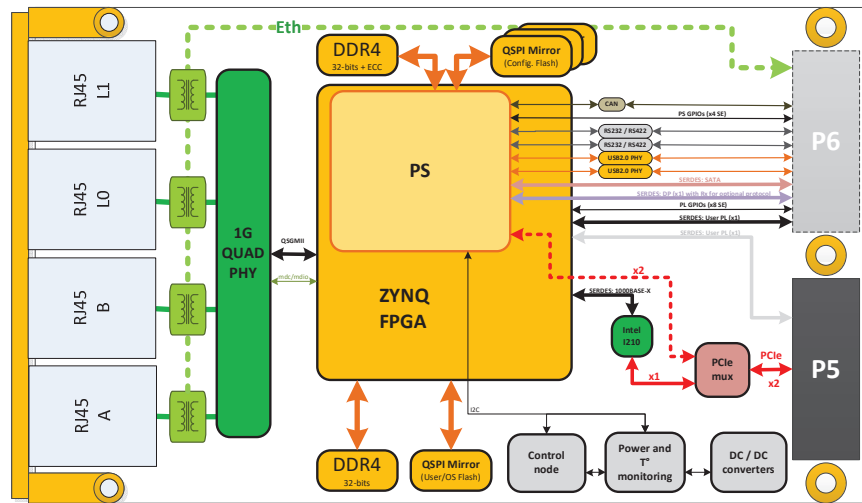 Eth
RJ45
L1
RJ45
L0
RJ45
B
RJ45
A
1G
QUAD
PHY
QSGMII
mdc/mdio
DDR4
32-bits + ECC
QSPI Mirror
(Config. Flash)
PS
ZYNQ
FPGA
CAN
PS GPIOs (x4 SE)
RS232 / RS422
RS232 / RS422
USB2.0 PHY
USB2.0 PHY
SERDES: SATA
SERDES: DP (x1) with Rx for optional protocol
PL GPIOs (x8 SE)
SERDES: User PL (x1)
SERDES: User PL (x1)
P6
x2
SERDES: 1000BASE-X
Intel
I210
x1
PCIe
mux
PCIe
x2
P5
I2C
DDR4
32-bits
QSPI Mirror
(User/OS Flash)
Control
node
Power and
T°
monitoring
DC / DC
converters